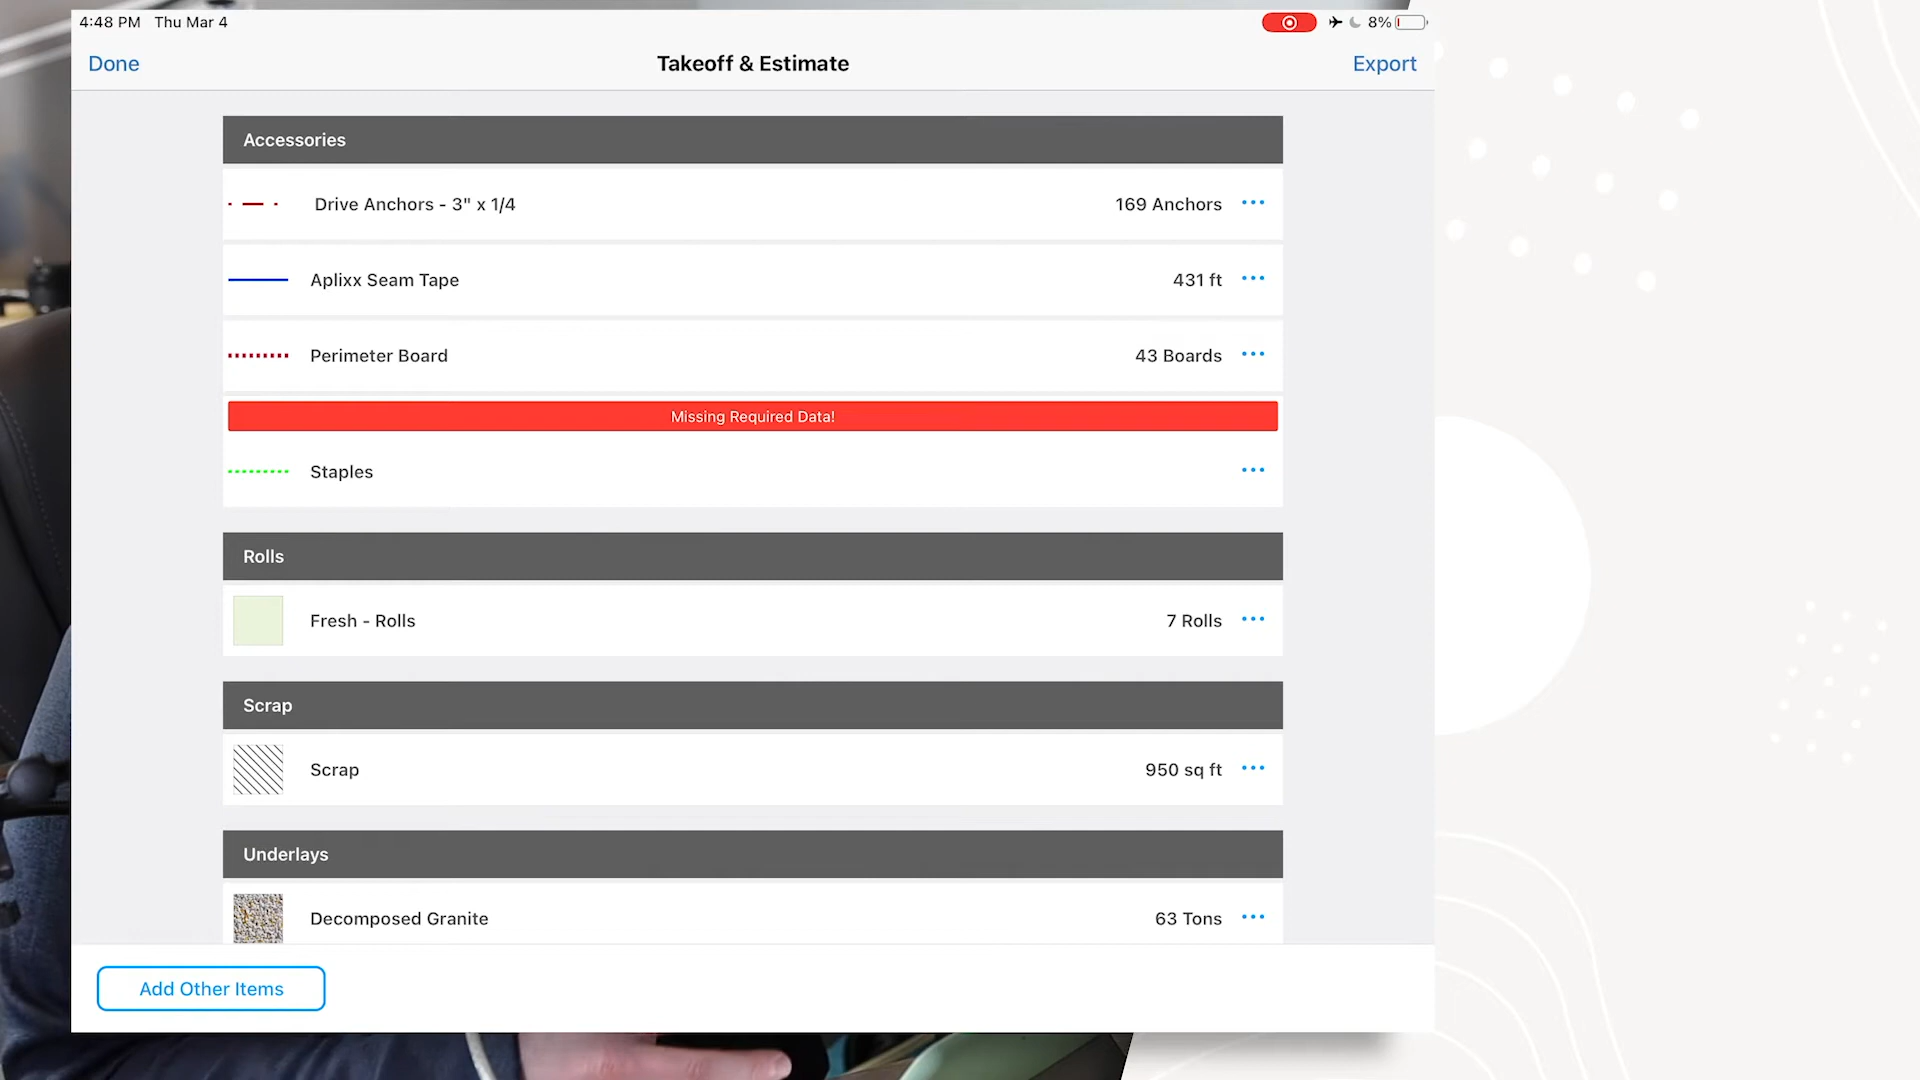 4:48 PM Thu Mar 4
8%
Done
Takeoff & Estimate
Export
Accessories
Drive Anchors - 3" x 1/4
169 Anchors
Aplixx Seam Tape
431 ft
Perimeter Board
43 Boards
Missing Required Data!
Staples
Rolls
Fresh - Rolls
7 Rolls
Scrap
Scrap
950 sq ft
Underlays
Decomposed Granite
63 Tons
Add Other Items